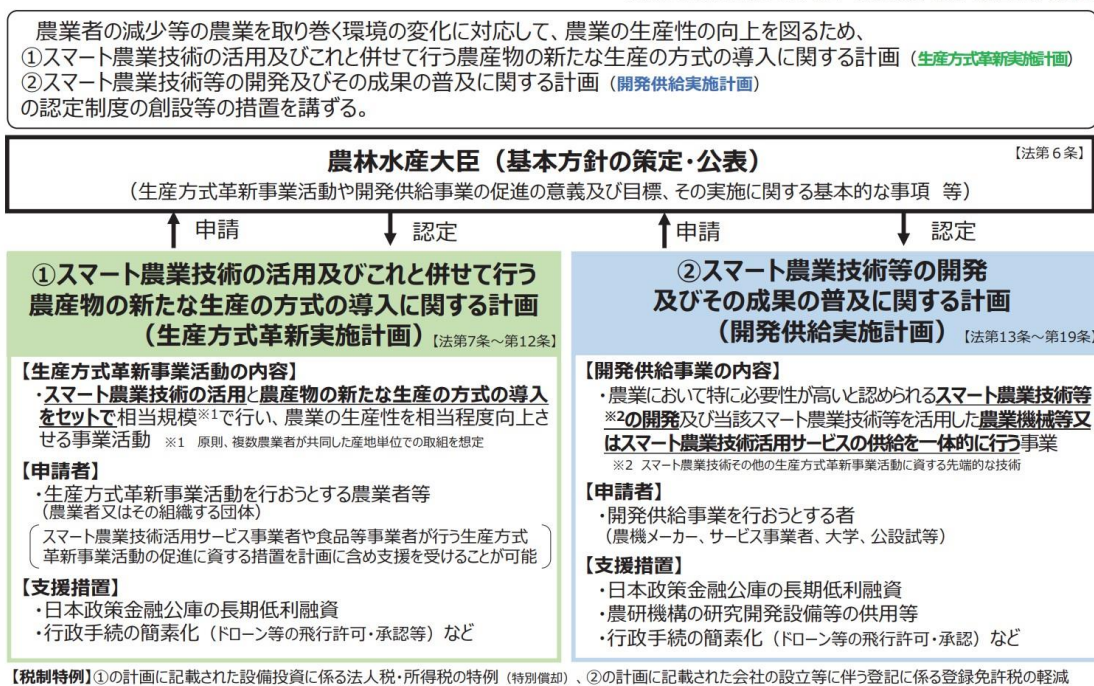 農業者の減少等の農業を取り巻く環境の変化に対応して、農業の生産性の向上を図るため、
①スマート農業技術の活用及びこれと併せて行う農産物の新たな生産の方式の導入に関する計画（生産方式革新実施計画）
②スマート農業技術等の開発及びその成果の普及に関する計画（開発供給実施計画）
の認定制度の創設等の措置を講ずる。
農林水産大臣（基本方針の策定・公表）
【法第６条】
（生産方式革新事業活動や開発供給事業の促進の意義及び目標、その実施に関する基本的な事項 等）
申請
認定
申請
認定
①スマート農業技術の活用及びこれと併せて行う
農産物の新たな生産の方式の導入に関する計画
（生産方式革新実施計画）【法第7条～第12条】
【生産方式革新事業活動の内容】
・スマート農業技術の活用と農産物の新たな生産の方式の導入
をセットで相当規模※1で行い、農業の生産性を相当程度向上さ
せる事業活動 ※1 原則、複数農業者が共同した産地単位での取組を想定
【申請者】
・生産方式革新事業活動を行おうとする農業者等
（農業者又はその組織する団体）
スマート農業技術活用サービス事業者や食品等事業者が行う生産方式
革新事業活動の促進に資する措置を計画に含め支援を受けることが可能
【支援措置】
・日本政策金融公庫の長期低利融資
・行政手続の簡素化（ドローン等の飛行許可・承認等）など
②スマート農業技術等の開発
及びその成果の普及に関する計画
（開発供給実施計画）【法第13条～第19条】
【開発供給事業の内容】
・農業において特に必要性が高いと認められるスマート農業技術等
※2の開発及び当該スマート農業技術等を活用した農業機械等又
はスマート農業技術活用サービスの供給を一体的に行う事業
※2 スマート農業技術その他の生産方式革新事業活動に資する先端的な技術
【申請者】
・開発供給事業を行おうとする者
（農機メーカー、サービス事業者、大学、公設試等）
【支援措置】
・日本政策金融公庫の長期低利融資
・農研機構の研究開発設備等の供用等
・行政手続の簡素化（ドローン等の飛行許可・承認）など
【税制特例】①の計画に記載された設備投資に係る法人税・所得税の特例（特別償却）、②の計画に記載された会社の設立等に伴う登記に係る登録免許税の軽減